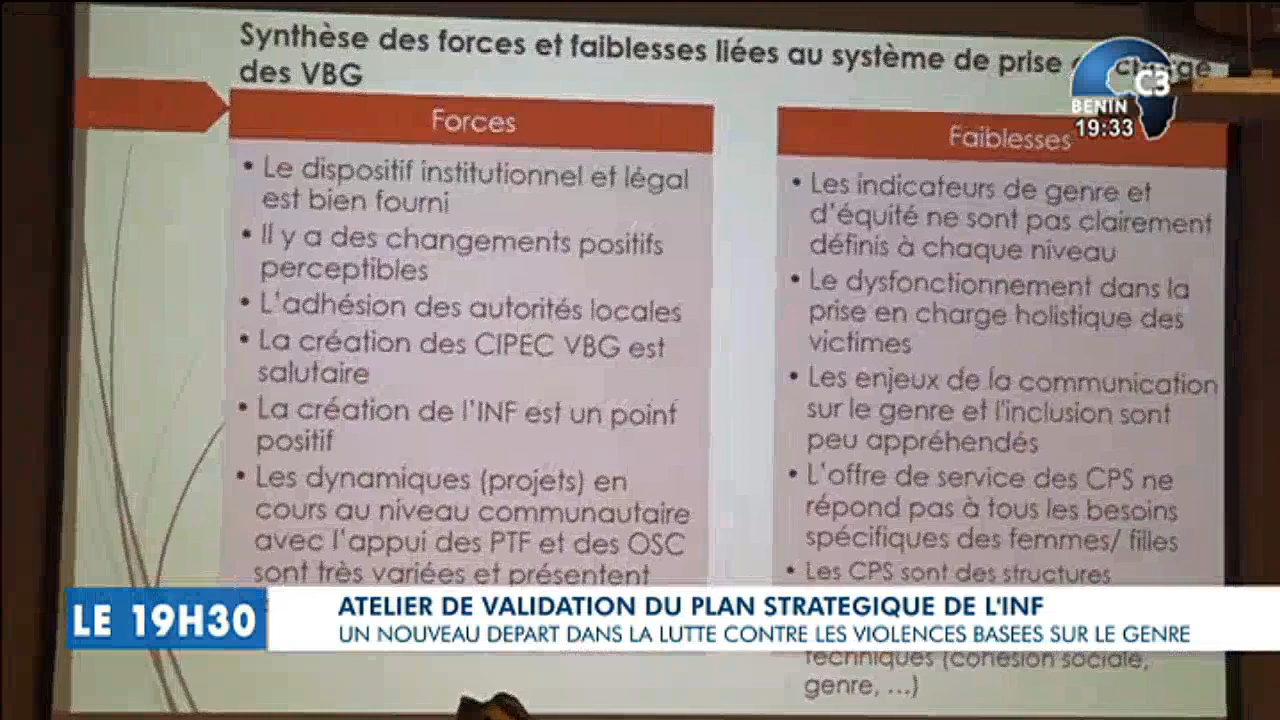 Synthèse des forces et faiblesses liées au système de prise charge
des VBG
Forces
• Le dispositif institutionnel et légal
est bien fourni
• Il y a des changements positifs
perceptibles
• L'adhésion des autorités locales
• La création des CIPEC VBG est
salutaire
• La création de l'INF est un point
positif
• Les dynamiques (projets) en
cours au niveau communautaire
avec l'appui des PTF et des OSC
sont très variées et présentent
Faiblesses
• Les indicateurs de genre et
d'équité ne sont pas clairement
définis à chaque niveau
• Le dysfonctionnement dans la
prise en charge holistique des
victimes
• Les enjeux de la communication
sur le genre et l'inclusion sont
peu appréhendés
• L'offre de service des CPS ne
répond pas à tous les besoins
spécifiques des femmes/ filles
• Les CPS sont des structures
techniques (cohésion sociale,
genre, ...)
C3
BENIN
19:33
LE 19H30
ATELIER DE VALIDATION DU PLAN STRATEGIQUE DE L'INF
UN NOUVEAU DEPART DANS LA LUTTE CONTRE LES VIOLENCES BASEES SUR LE GENRE